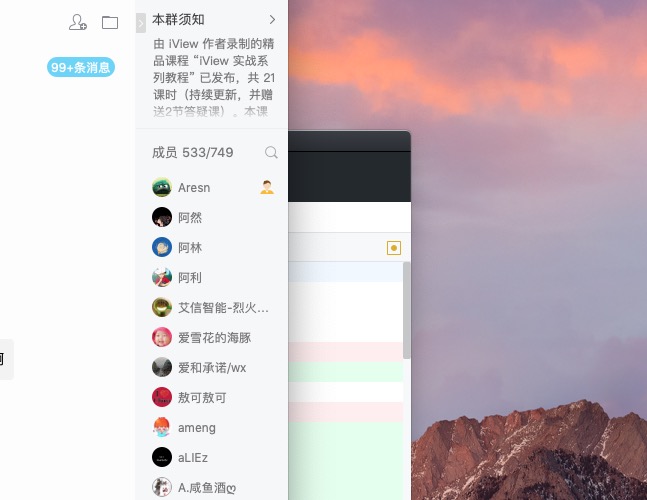 本群须知
99+条消息
由 iView 作者录制的精
品课程 “iView 实战系
列教程” 已发布，共 21
课时（持续更新，并赠
送2节答疑课）。本课
成员 533/749
Aresn
阿然
阿林
阿利
艾信智能-烈火...
爱雪花的海豚
爱和承诺/wx
敖可敖可
ameng
aLIEz
A.咸鱼酒ღ